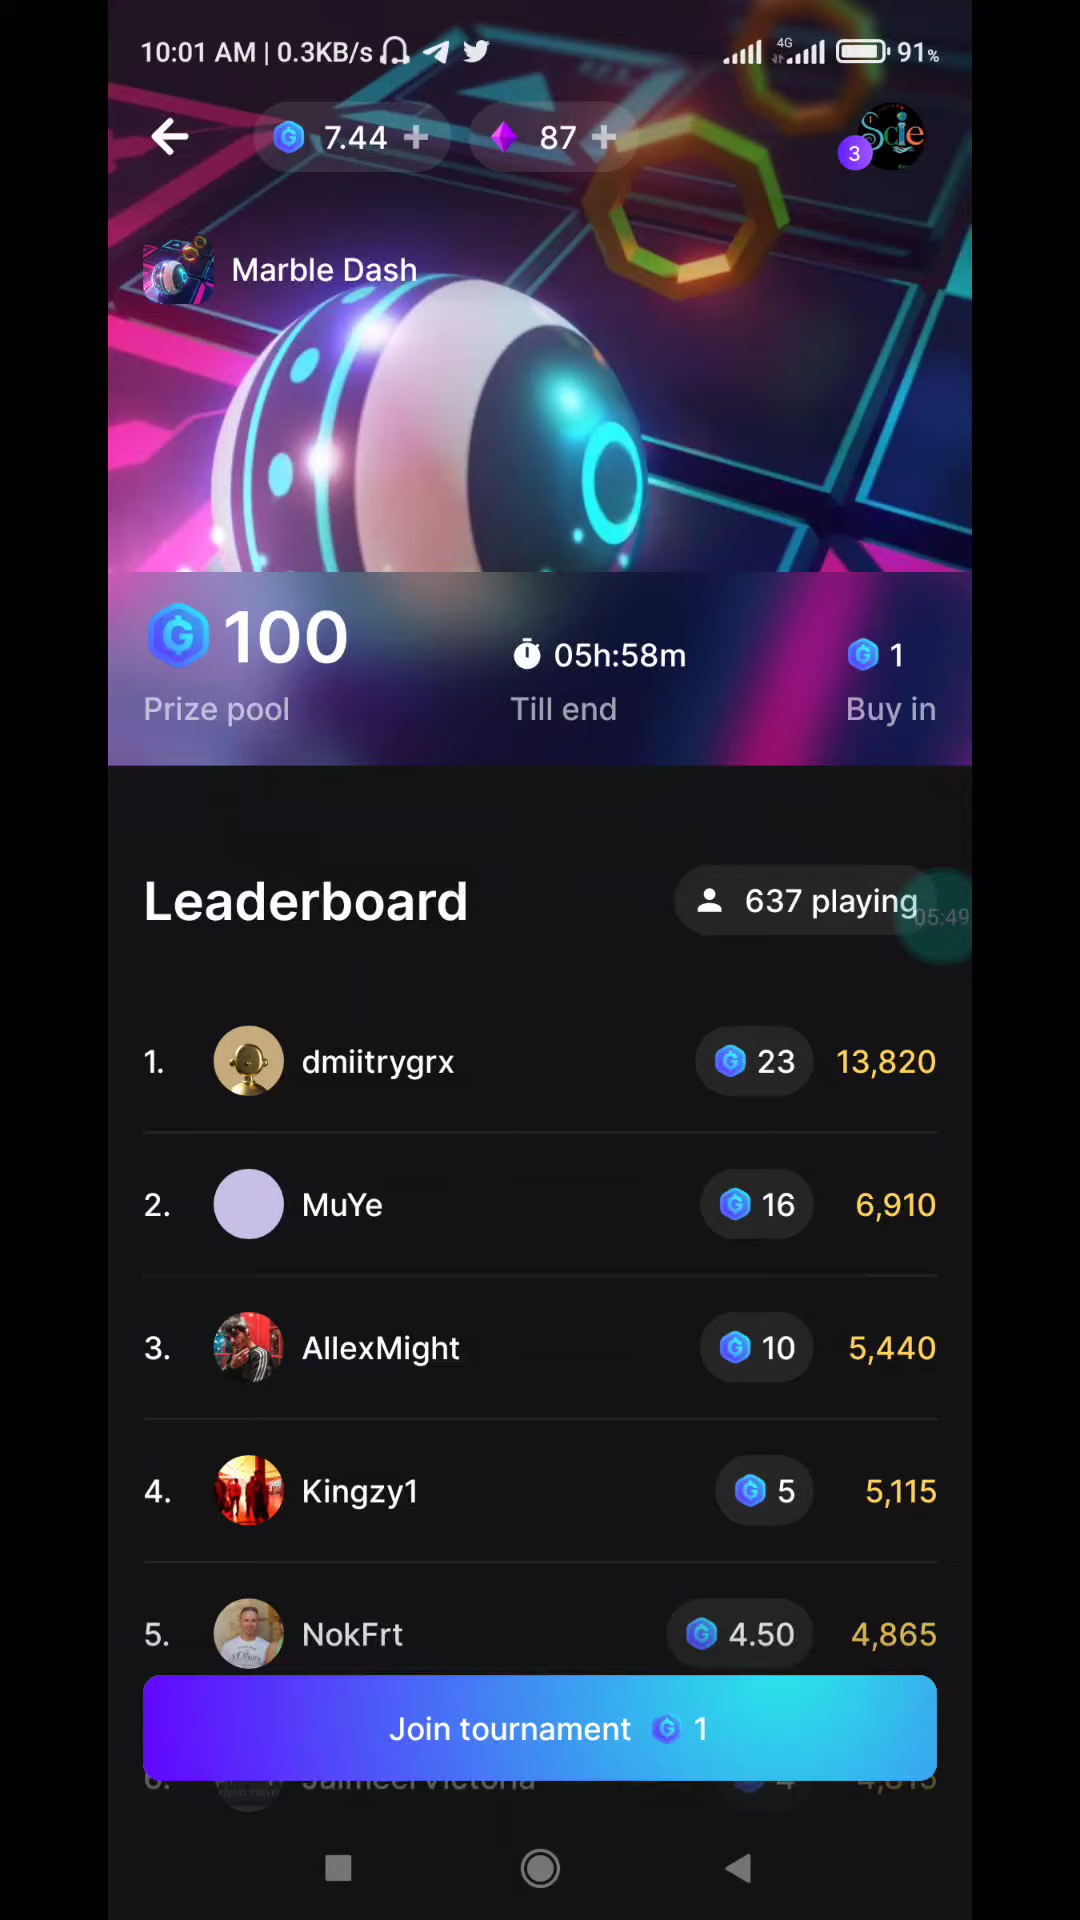 10:01 AM | 0.3KB/s 4G 91%
7.44 + 87 +
Scie
3
Marble Dash
100 05h:58m 1
Prize pool Till end Buy in
Leaderboard 637 playing
05:49
1. dmiitrygrx 23 13,820
2. MuYe 16 6,910
3. AllexMight 10 5,440
4. Kingzy1 5 5,115
5. NokFrt 4.50 4,865
Join tournament 1
6. 4